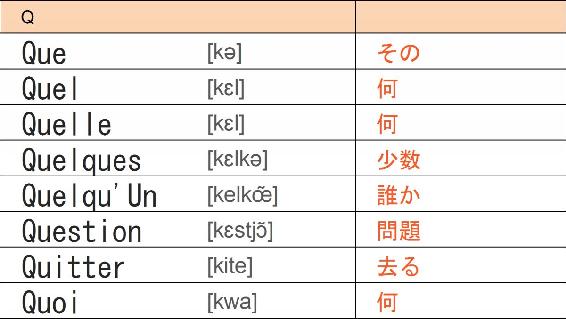 Q
Que [kə] その
Quel [kɛl] 何
Quelle [kɛl] 何
Quelques [kɛlkə] 少数
Quelqu'Un [kelkœ̃] 誰か
Question [kɛstjɔ̃] 問題
Quitter [kite] 去る
Quoi [kwa] 何